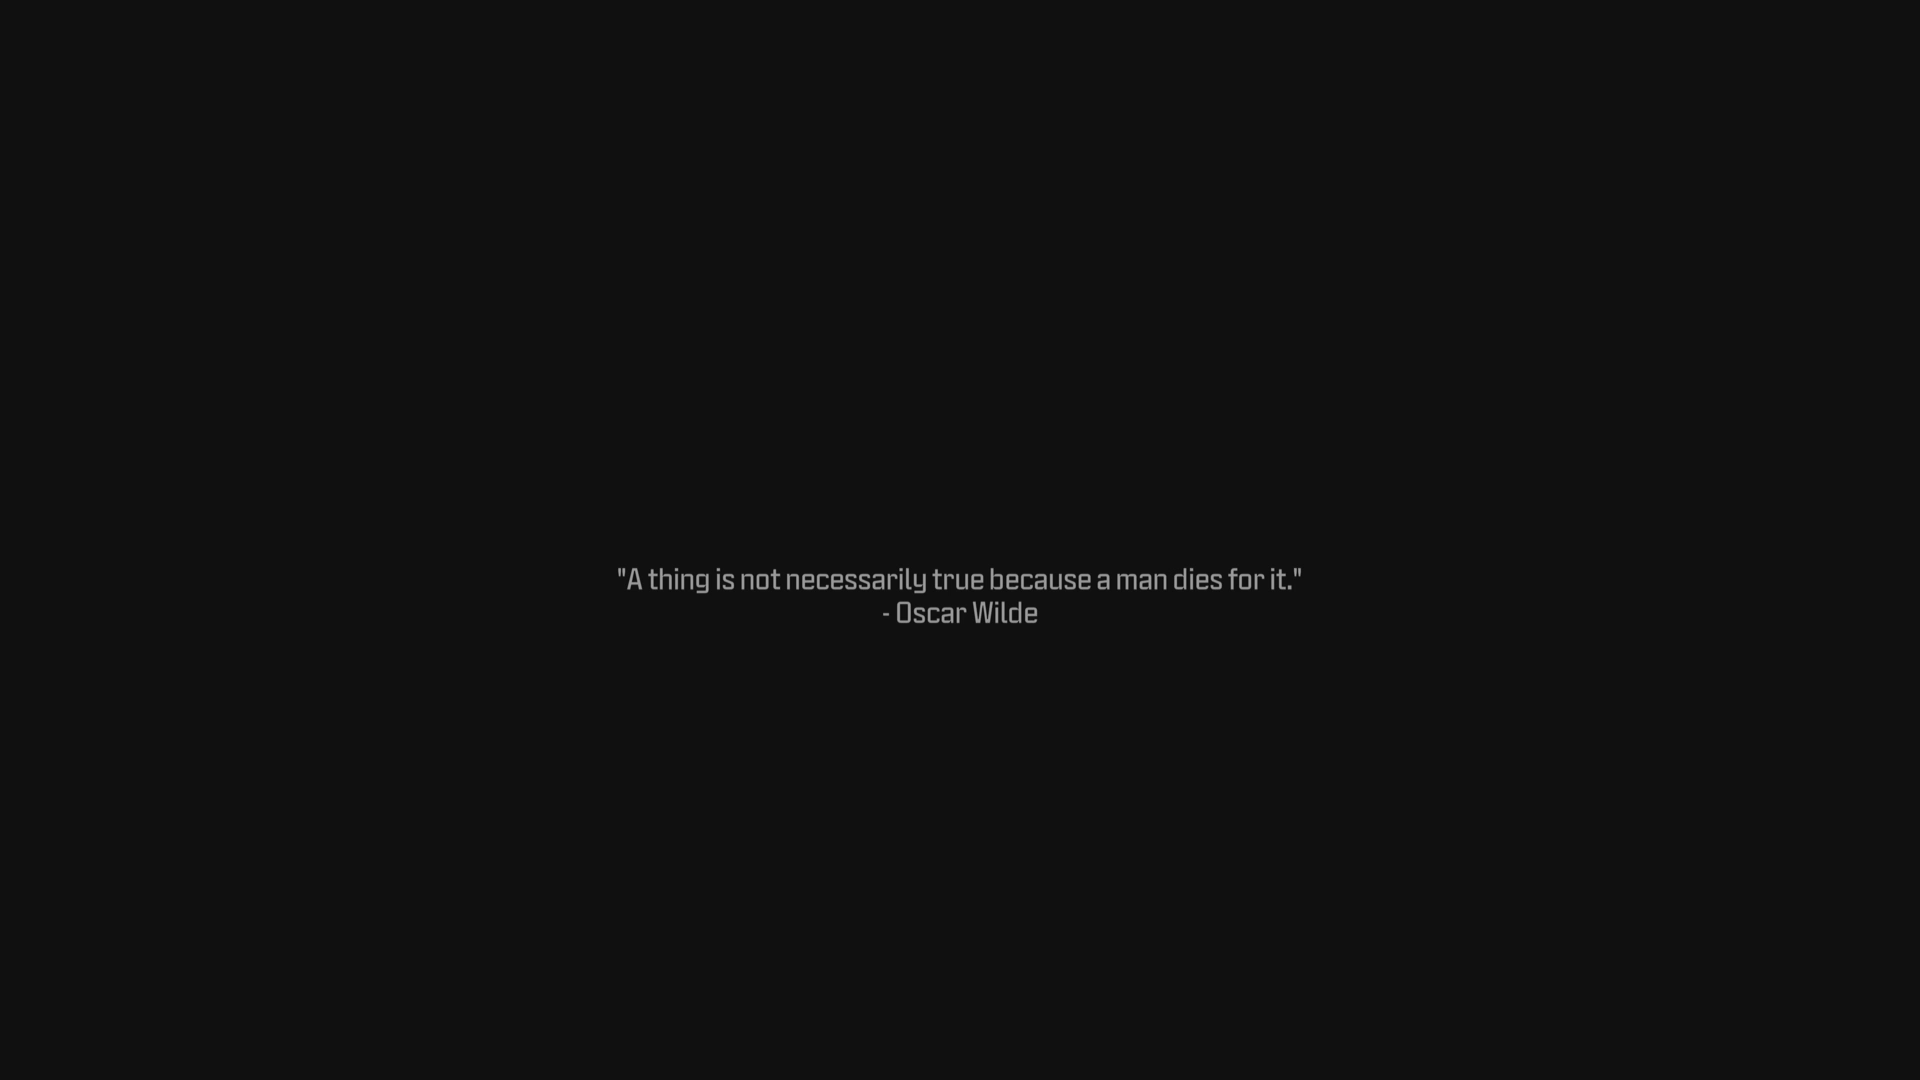 "A thing is not necessarily true because a man dies for it."
- Oscar Wilde